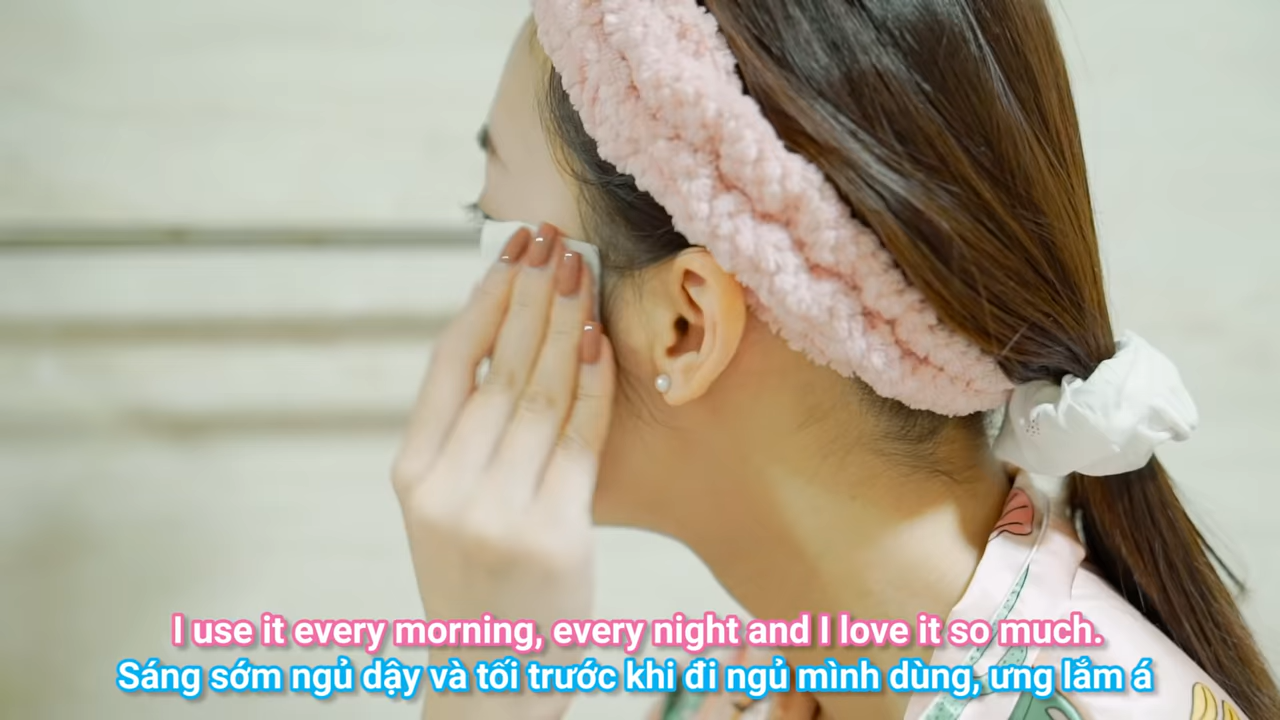 I use it every morning, every night and I love it so much.
Sáng sớm ngủ dậy và tối trước khi đi ngủ mình dùng, ưng lắm á